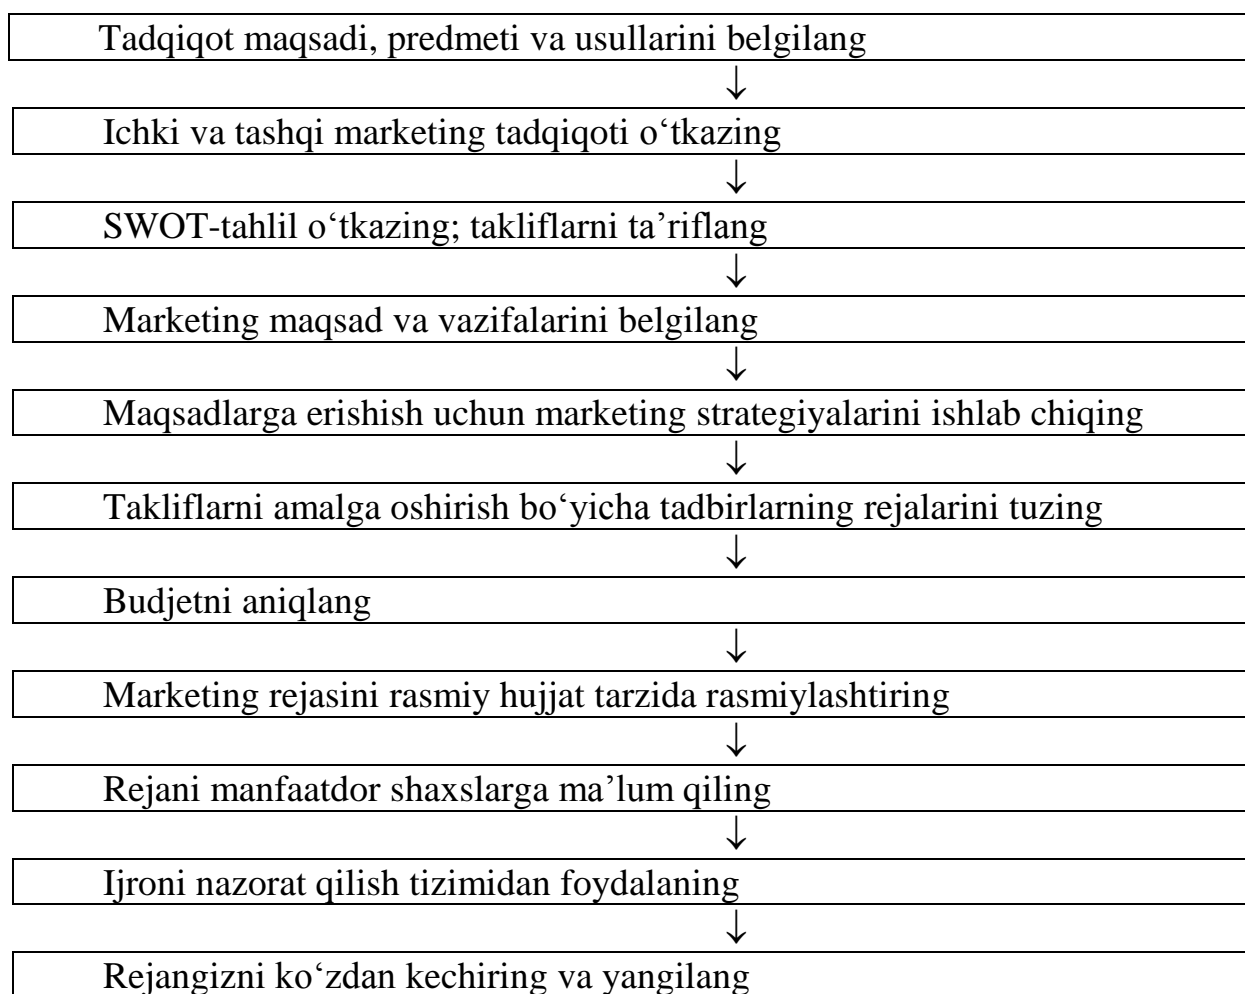 Tadqiqot maqsadi, predmeti va usullarini belgilang
↓
Ichki va tashqi marketing tadqiqoti o‘tkazing
↓
SWOT-tahlil o‘tkazing; takliflarni ta’riflang
↓
Marketing maqsad va vazifalarini belgilang
↓
Maqsadlarga erishish uchun marketing strategiyalarini ishlab chiqing
↓
Takliflarni amalga oshirish bo‘yicha tadbirlarning rejalarini tuzing
↓
Budjetni aniqlang
↓
Marketing rejasini rasmiy hujjat tarzida rasmiylashtiring
↓
Rejani manfaatdor shaxslarga ma’lum qiling
↓
Ijroni nazorat qilish tizimidan foydalaning
↓
Rejangizni ko‘zdan kechiring va yangilang